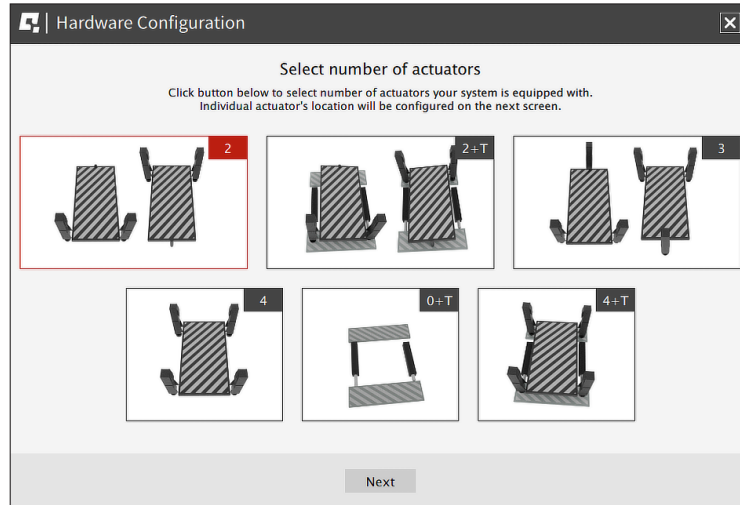 Hardware Configuration
Select number of actuators
Click button below to select number of actuators your system is equipped with.
Individual actuator's location will be configured on the next screen.
2
2+T
3
4
0+T
4+T
Next